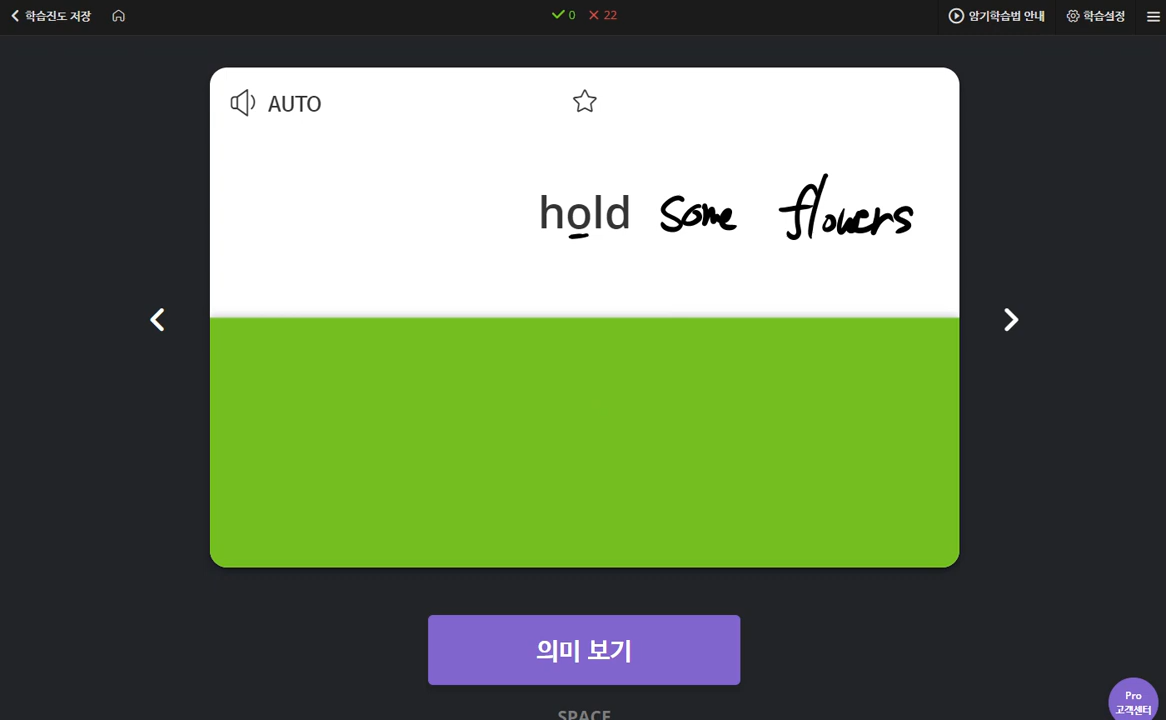 학습진도 저장 0 22 암기학습법 안내 학습설정
AUTO
hold some flowers
의미 보기
SPACE
Pro
고객센터